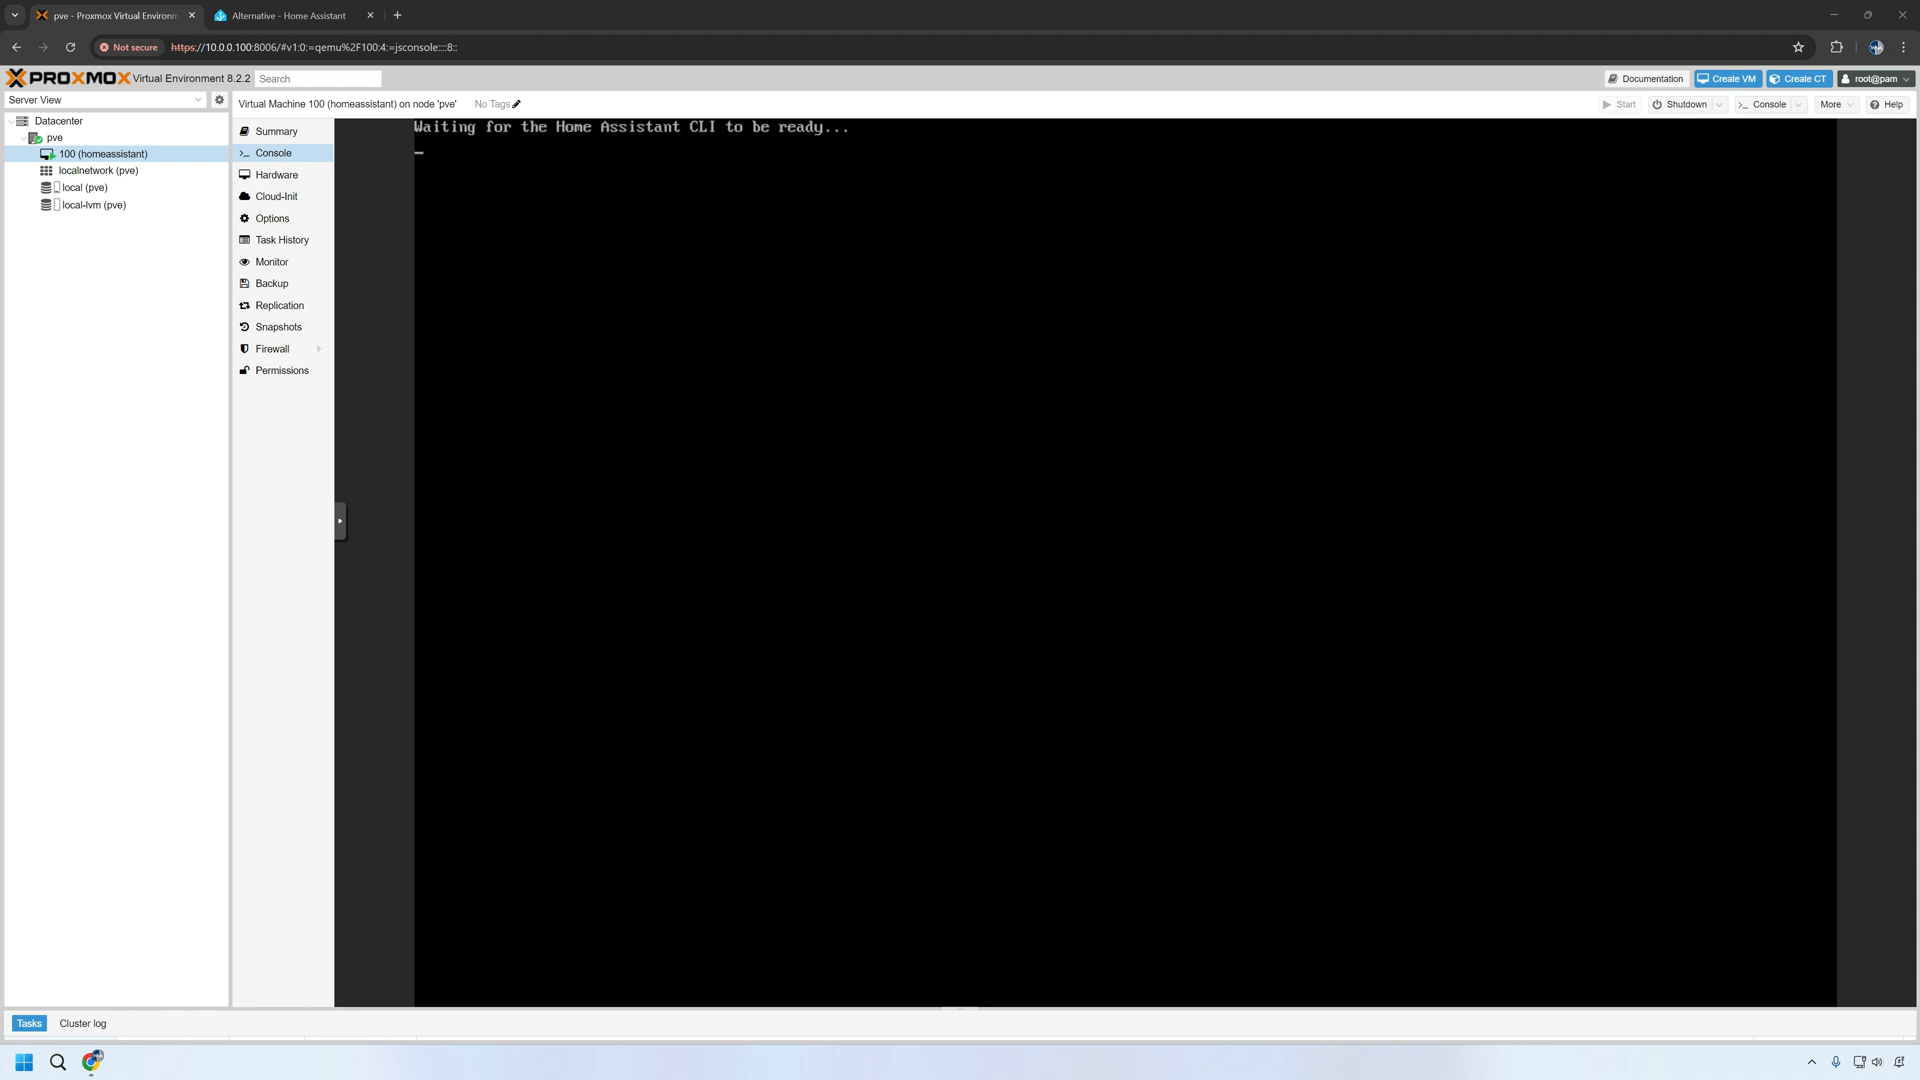 pve - Proxmox Virtual Environm
Alternative - Home Assistant
Not secure
https://10.0.0.100:8006/#v1:0:=qemu%2F100:4:=jsconsole::::8::
PROXMOX Virtual Environment 8.2.2
Search
Documentation
Create VM
Create CT
root@pam
Server View
Virtual Machine 100 (homeassistant) on node 'pve'
No Tags
Start
Shutdown
Console
More
Help
Datacenter
pve
100 (homeassistant)
localnetwork (pve)
local (pve)
local-lvm (pve)
Summary
Console
Hardware
Cloud-Init
Options
Task History
Monitor
Backup
Replication
Snapshots
Firewall
Permissions
Waiting for the Home Assistant CLI to be ready...
Tasks
Cluster log